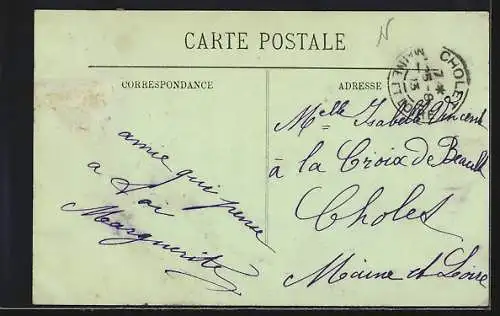 CARTE POSTALE
CORRESPONDANCE
ADRESSE
N
CHOLET
MAINE ET
amie qui pense
a toi
Marguerite
Melle Isabelle Vincent
à la Croix de
Cholet
Maine et Loire